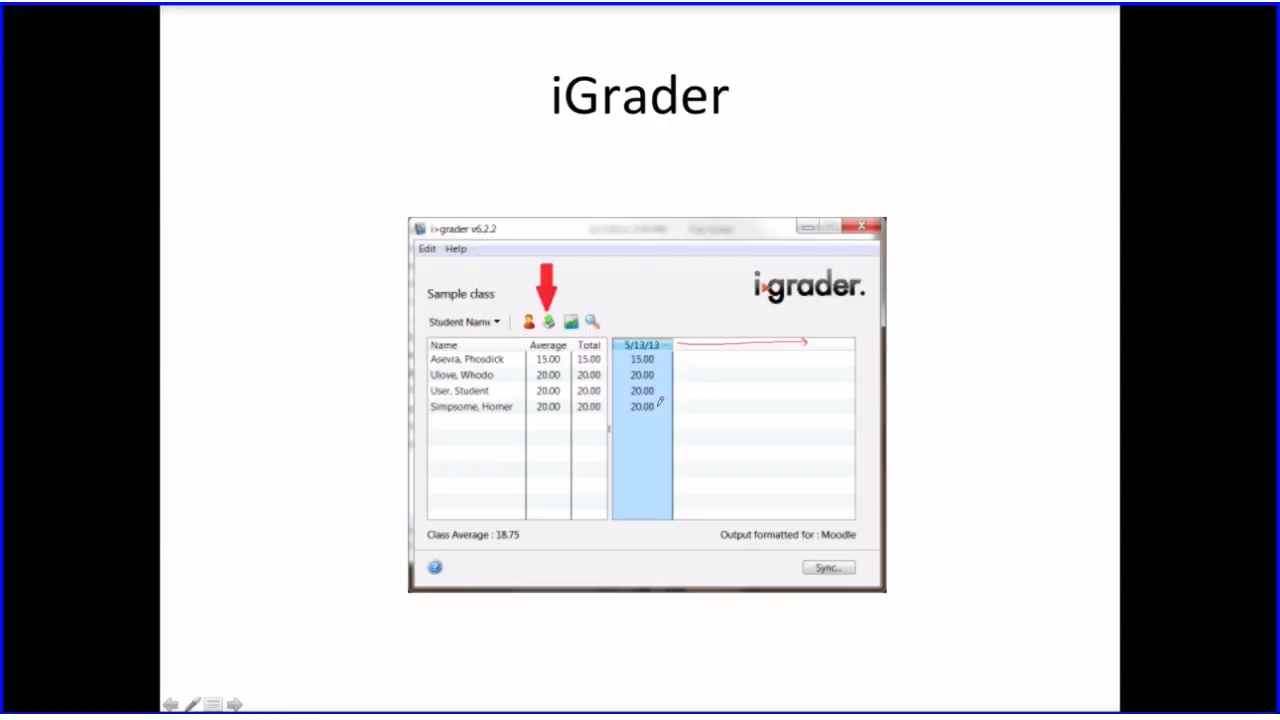 iGrader
i>grader v6.2.2
Edit Help
i>grader.
Sample class
Student Name
Name Average Total 5/13/13
Asevra, Phosdick 15.00 15.00 15.00
Ulove, Whodo 20.00 20.00 20.00
User, Student 20.00 20.00 20.00
Simpsome, Homer 20.00 20.00 20.00
Class Average : 18.75 Output formatted for : Moodle
Sync...